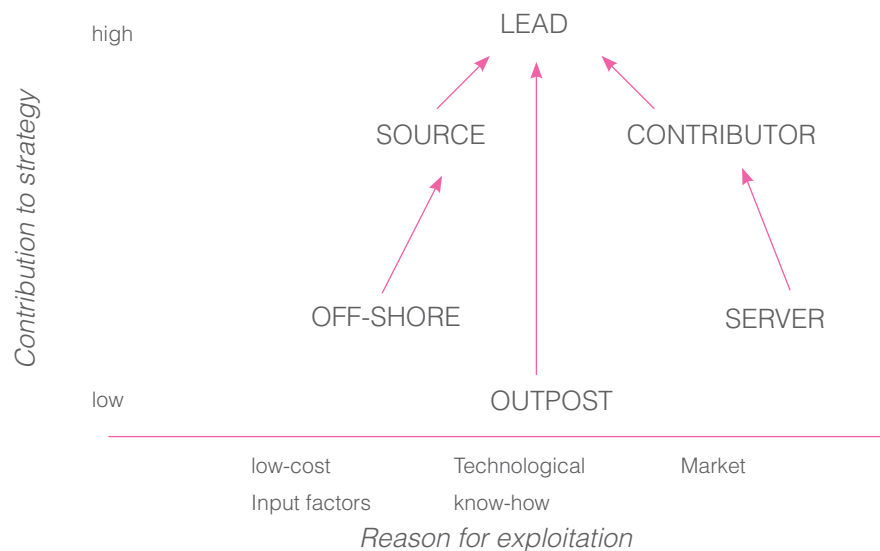 LEAD
high
SOURCE
CONTRIBUTOR
Contribution to strategy
OFF-SHORE
SERVER
low
OUTPOST
low-cost
Technological
Market
Input factors
know-how
Reason for exploitation